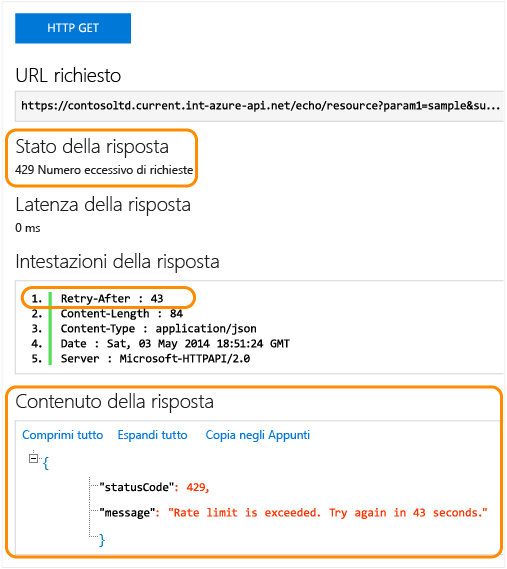 HTTP GET
URL richiesto
https://contosoltd.current.int-azure-api.net/echo/resource?param1=sample&su...
Stato della risposta
429 Numero eccessivo di richieste
Latenza della risposta
0 ms
Intestazioni della risposta
1. Retry-After : 43
2. Content-Length : 84
3. Content-Type : application/json
4. Date : Sat, 03 May 2014 18:51:24 GMT
5. Server : Microsoft-HTTPAPI/2.0
Contenuto della risposta
Comprimi tutto Espandi tutto Copia negli Appunti
{
"statusCode": 429,
"message": "Rate limit is exceeded. Try again in 43 seconds."
}